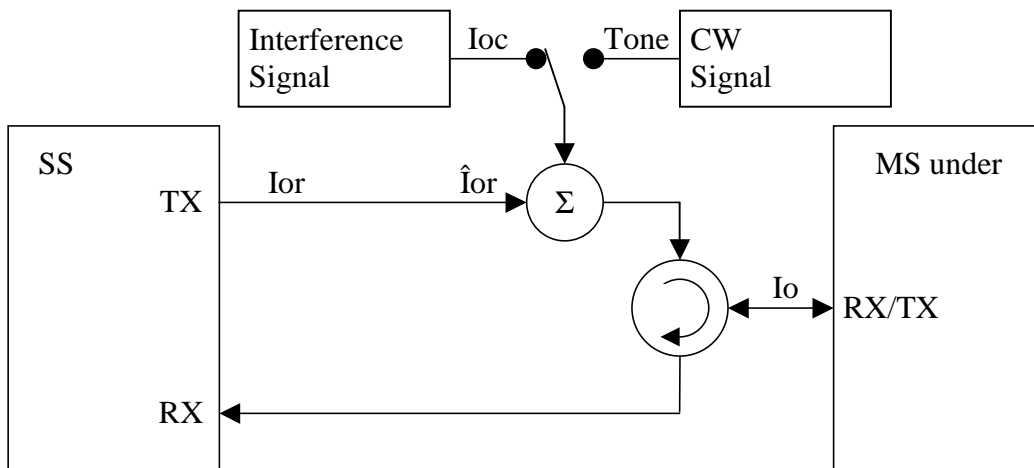 Interference
Signal
Ioc
Tone
CW
Signal
SS
MS under
TX
Ior
Îor
Σ
Io
RX/TX
RX